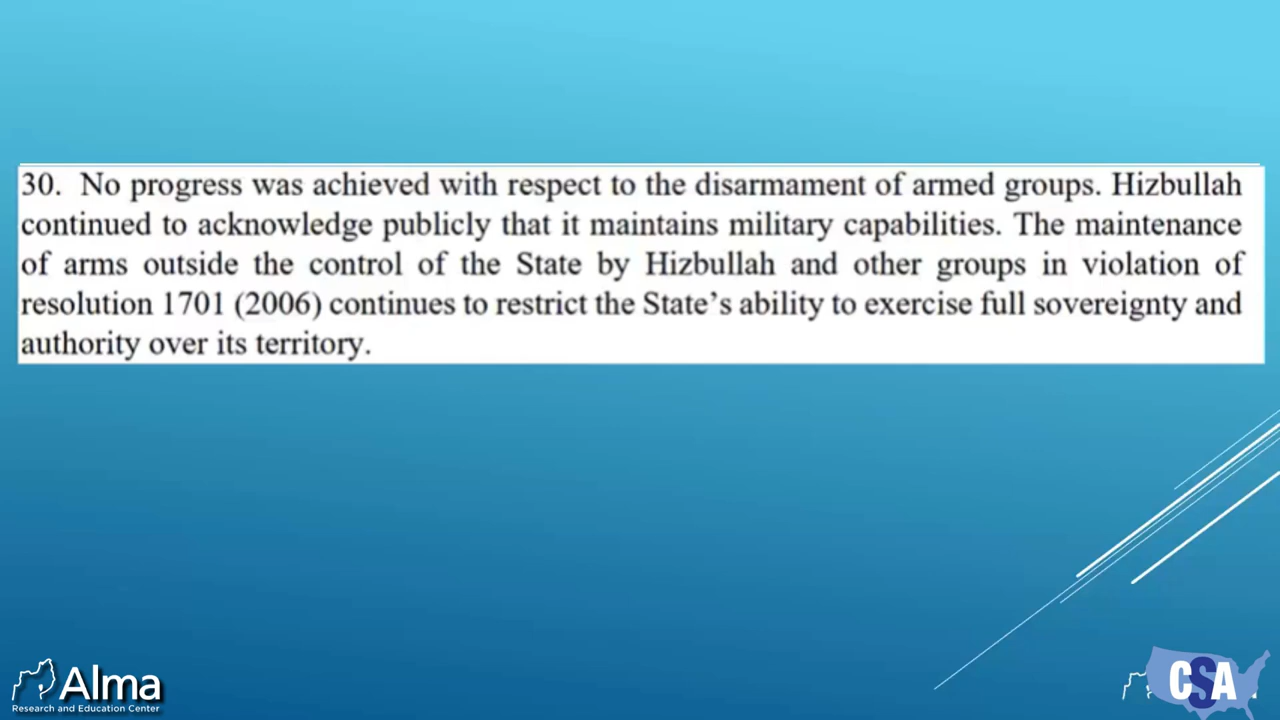 30. No progress was achieved with respect to the disarmament of armed groups. Hizbullah
continued to acknowledge publicly that it maintains military capabilities. The maintenance
of arms outside the control of the State by Hizbullah and other groups in violation of
resolution 1701 (2006) continues to restrict the State's ability to exercise full sovereignty and
authority over its territory.
Alma
Research and Education Center
CSA